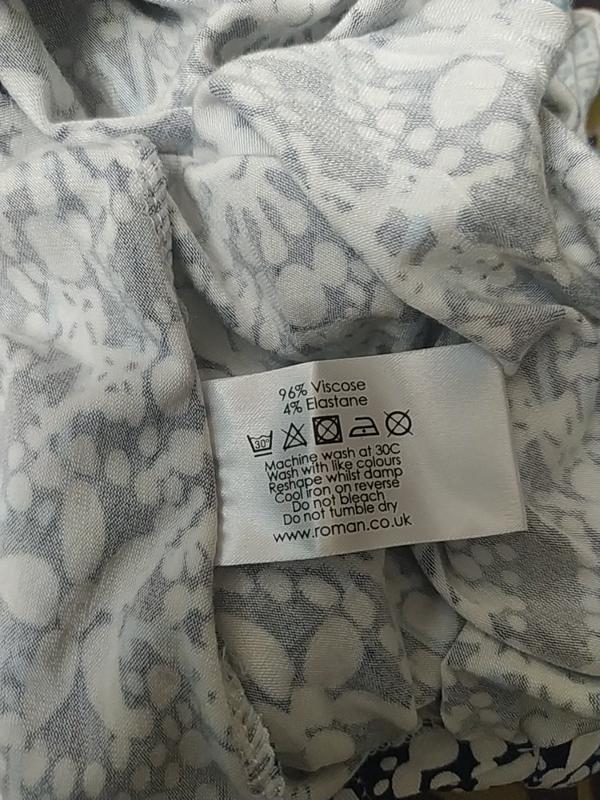 96% Viscose
4% Elastane
30°
Machine wash at 30C
Wash with like colours
Reshape whilst damp
Cool iron on reverse
Do not bleach
Do not tumble dry
www.roman.co.uk